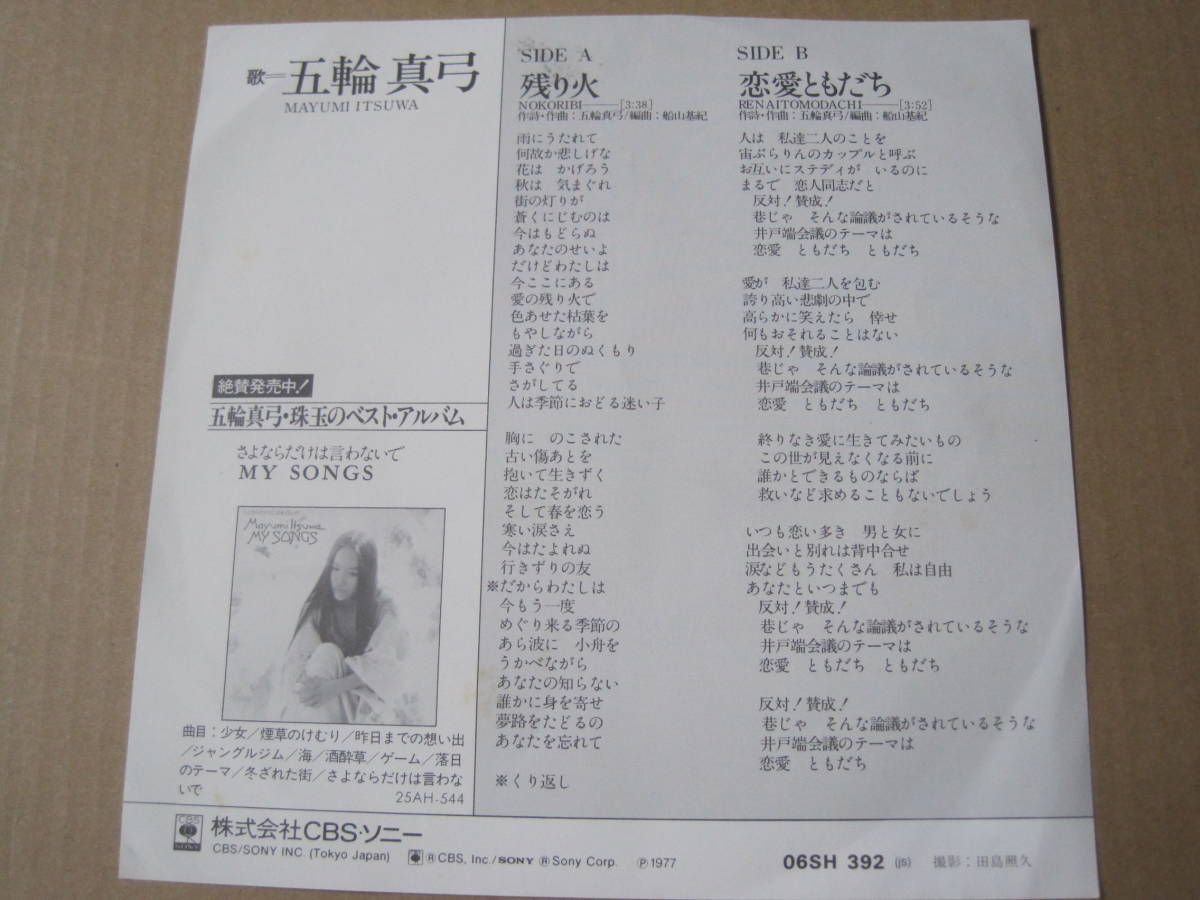 歌=五輪真弓
MAYUMI ITSUWA
絶賛発売中!
五輪真弓・珠玉のベスト・アルバム
さよならだけは言わないで
MY SONGS
Mayumi Itsuwa
MY SONGS
曲目:少女/煙草のけむり/昨日までの想い出
/ジャングルジム/海/酒酔草/ゲーム/落日
のテーマ/冬ざれた街/さよならだけは言わな
いで
25AH-544
SIDE A
残り火
NOKORIBI——[3:38]
作詩・作曲:五輪真弓/編曲:船山基紀
雨にうたれて
何故か悲しげな
花は かげろう
秋は 気まぐれ
街の灯りが
蒼くにじむのは
今はもどらぬ
あなたのせいよ
だけどわたしは
今ここにある
愛の残り火で
色あせた枯葉を
もやしながら
過ぎた日のぬくもり
手さぐりで
さがしてる
人は季節におどる迷い子
胸に のこされた
古い傷あとを
抱いて生きずく
恋はたそがれ
そして春を恋う
寒い涙さえ
今はたよれぬ
行きずりの友
※だからわたしは
今もう一度
めぐり来る季節の
あら波に 小舟を
うかべながら
あなたの知らない
誰かに身を寄せ
夢路をたどるの
あなたを忘れて
※くり返し
SIDE B
恋愛ともだち
RENAITOMODACHI——[3:52]
作詩・作曲:五輪真弓/編曲:船山基紀
人は 私達二人のことを
宙ぶらりんのカップルと呼ぶ
お互いにステディが いるのに
まるで 恋人同志だと
反対!賛成!
巷じゃ そんな論議がされているそうな
井戸端会議のテーマは
恋愛 ともだち ともだち
愛が 私達二人を包む
誇り高い悲劇の中で
高らかに笑えたら 倖せ
何もおそれることはない
反対!賛成!
巷じゃ そんな論議がされているそうな
井戸端会議のテーマは
恋愛 ともだち ともだち
終りなき愛に生きてみたいもの
この世が見えなくなる前に
誰かとできるものならば
救いなど求めることもないでしょう
いつも恋い多き 男と女に
出会いと別れは背中合せ
涙などもうたくさん 私は自由
あなたといつまでも
反対!賛成!
巷じゃ そんな論議がされているそうな
井戸端会議のテーマは
恋愛 ともだち ともだち
反対!賛成!
巷じゃ そんな論議がされているそうな
井戸端会議のテーマは
恋愛 ともだち
CBS
SONY
株式会社CBS・ソニー
CBS/SONY INC. (Tokyo Japan) ® CBS, Inc./SONY ® Sony Corp. ℗1977
06SH 392 (js) 撮影:田島照久